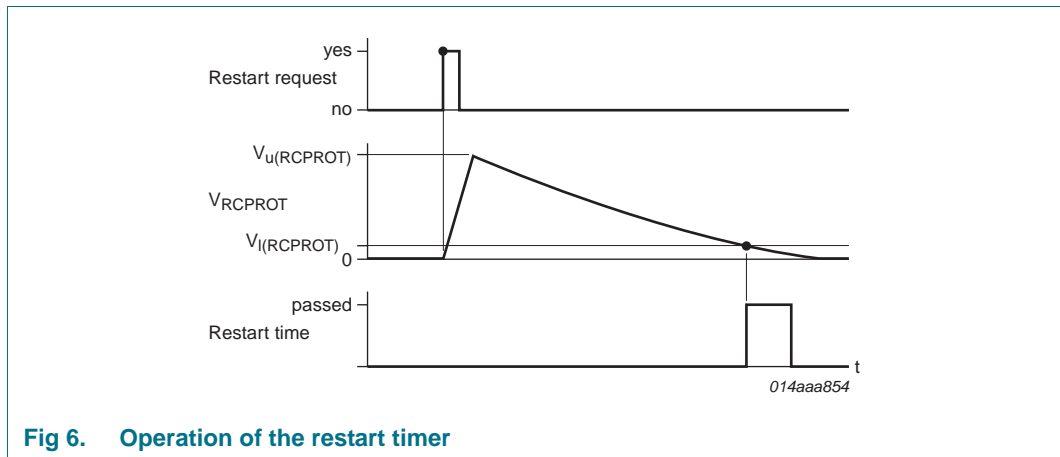 yes
Restart request
no
Vu(RCPROT)
VRCPROT
Vl(RCPROT)
0
passed
Restart time
t
014aaa854
Fig 6. Operation of the restart timer